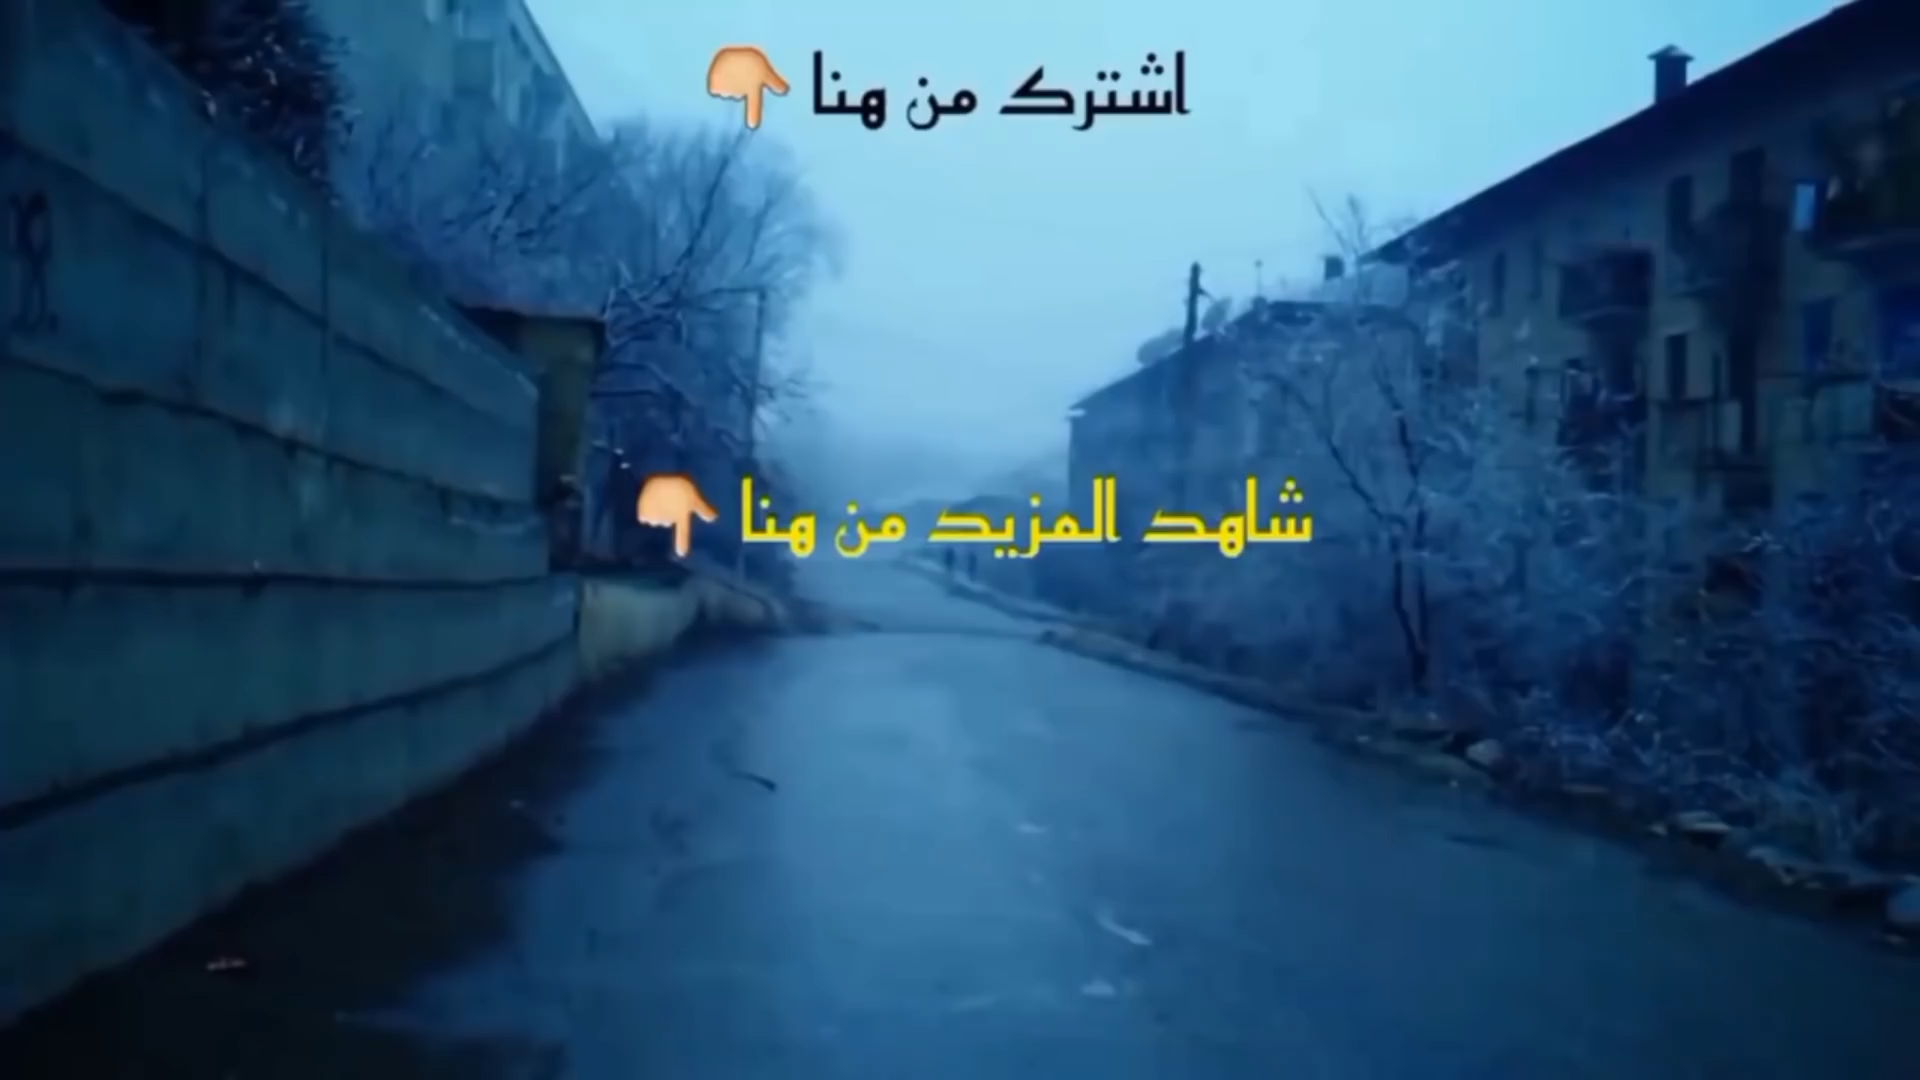 اشترك من هنا 👇
شاهد المزيد من هنا 👇